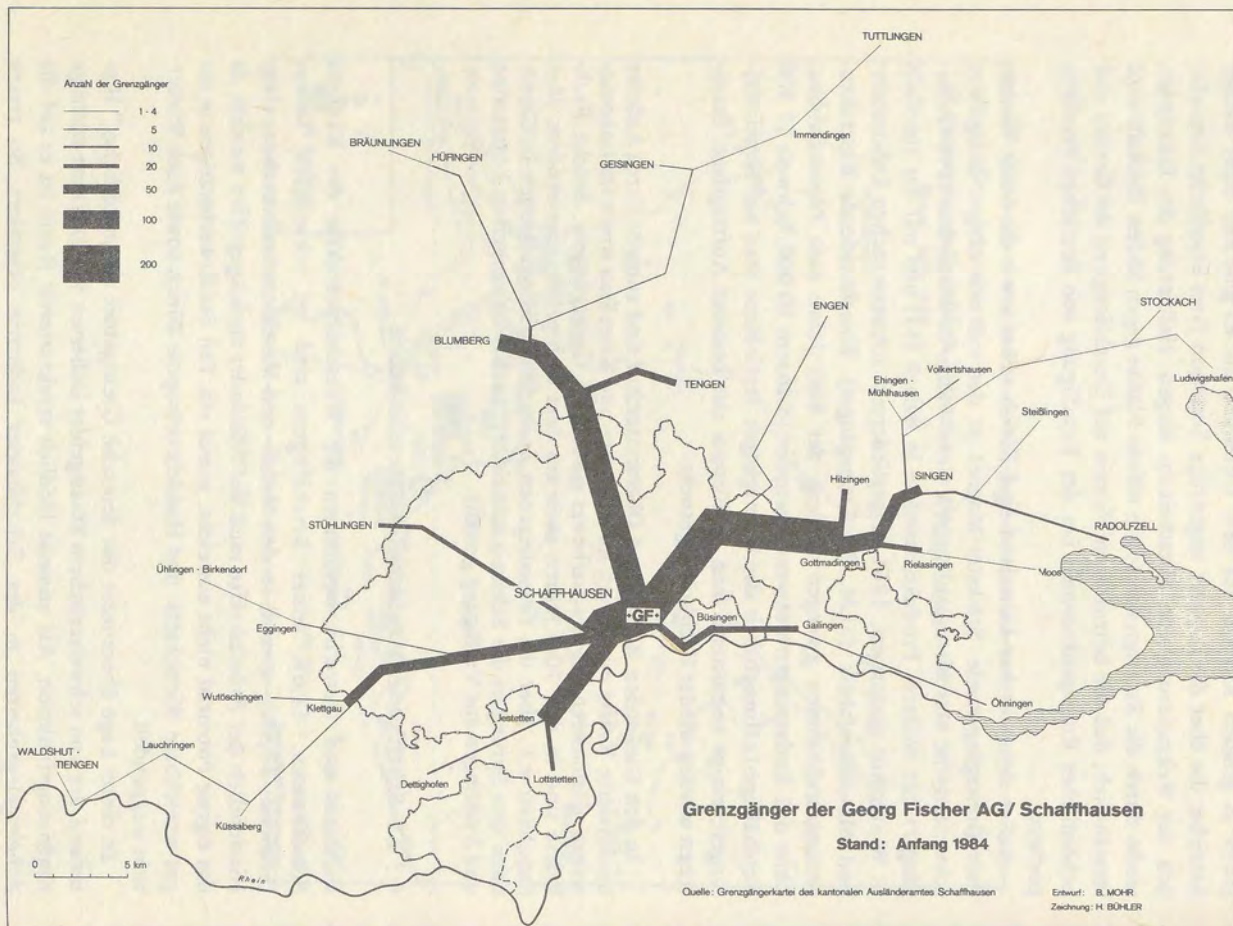 TUTTLINGEN
Anzahl der Grenzgänger
1 - 4
5
10
20
50
100
200
BRÄUNLINGEN
HÜFINGEN
GEISINGEN
Immendingen
BLUMBERG
TENGEN
ENGEN
STOCKACH
Ludwigshafen
Ehingen -
Mühlhausen
Volkertshausen
Steißlingen
Hilzingen
SINGEN
RADOLFZELL
STÜHLINGEN
Gottmadingen
Rielasingen
Moos
Ühlingen - Birkendorf
SCHAFFHAUSEN
·GF·
Büsingen
Gailingen
Eggingen
Wutöschingen
Klettgau
Jestetten
Öhningen
Lauchringen
WALDSHUT -
TIENGEN
Dettighofen
Lottstetten
Küssaberg
0 5 km
Rhein
Grenzgänger der Georg Fischer AG / Schaffhausen
Stand: Anfang 1984
Quelle: Grenzgängerkartei des kantonalen Ausländeramtes Schaffhausen
Entwurf: B. MOHR
Zeichnung: H. BÜHLER